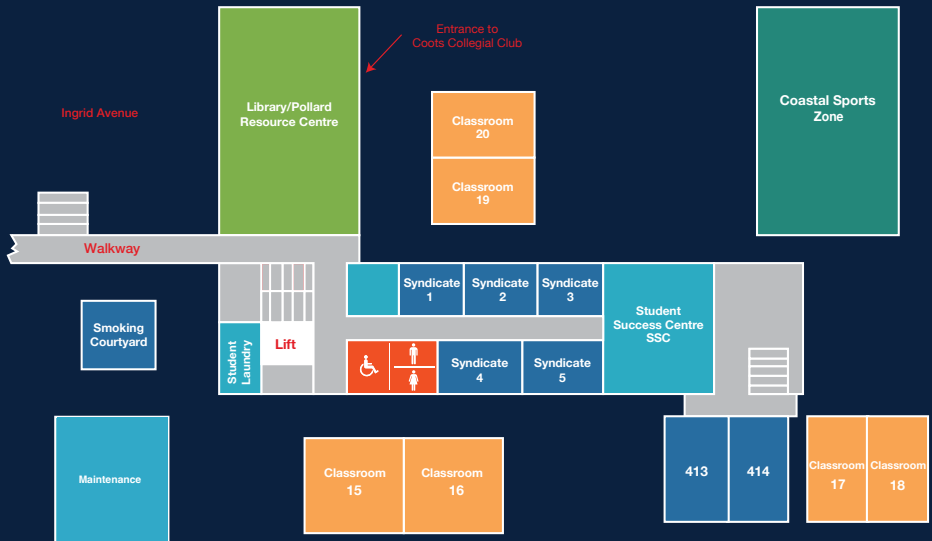 Entrance to
Coots Collegial Club
Ingrid Avenue
Library/Pollard
Resource Centre
Coastal Sports
Zone
Classroom
20
Classroom
19
Walkway
Smoking
Courtyard
Student
Laundry
Lift
Syndicate
1
Syndicate
2
Syndicate
3
Student
Success Centre
SSC
Syndicate
4
Syndicate
5
Maintenance
Classroom
15
Classroom
16
413
414
Classroom
17
Classroom
18